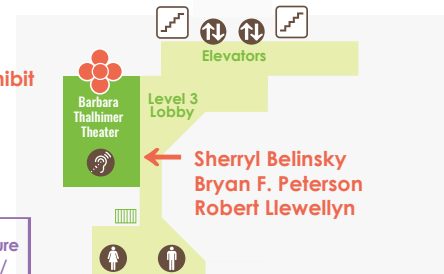 Elevators
hibit
Barbara
Thalhimer
Theater
Level 3
Lobby
Sherryl Belinsky
Bryan F. Peterson
Robert Llewellyn
ure
/